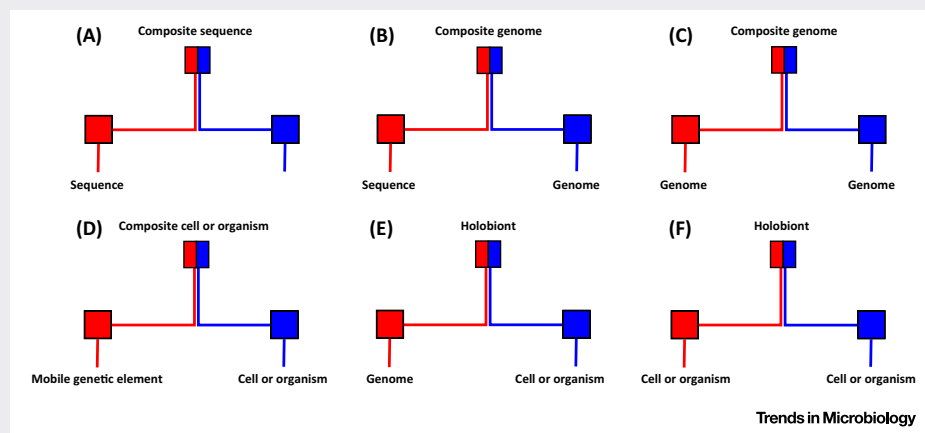 (A) Composite sequence
Sequence
(B) Composite genome
Sequence Genome
(C) Composite genome
Genome Genome
(D) Composite cell or organism
Mobile genetic element Cell or organism
(E) Holobiont
Genome Cell or organism
(F) Holobiont
Cell or organism Cell or organism
Trends in Microbiology